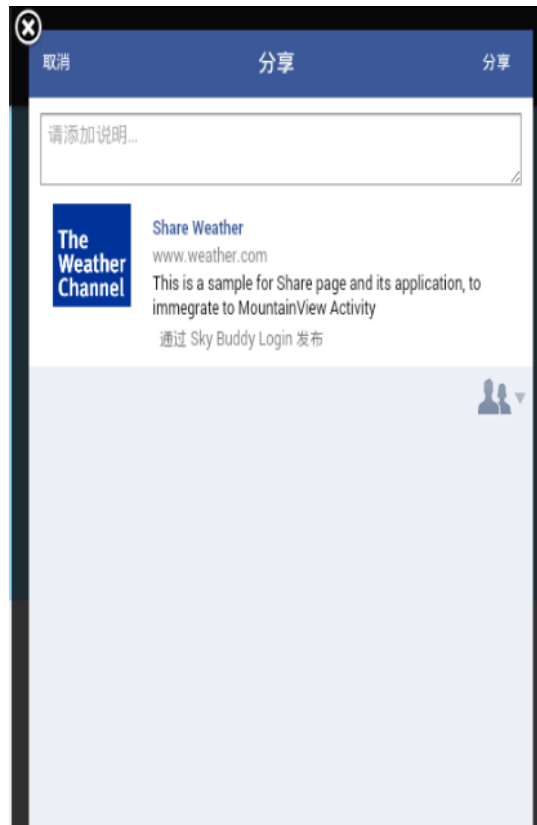 取消 分享 分享
请添加说明...
The
Weather
Channel
Share Weather
www.weather.com
This is a sample for Share page and its application, to
immegrate to MountainView Activity
通过 Sky Buddy Login 发布